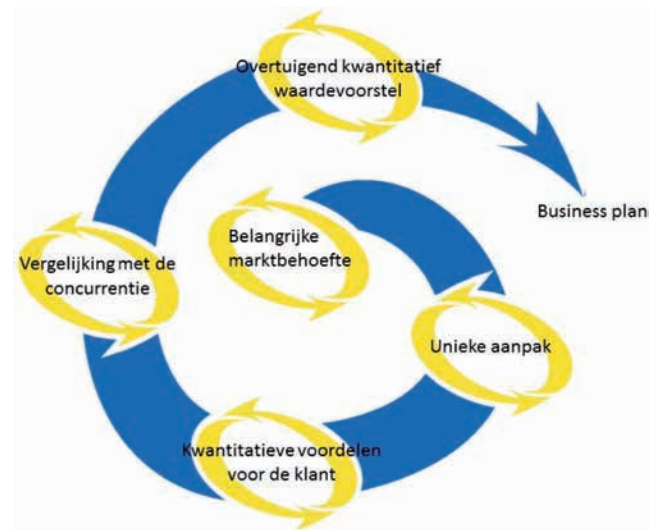 Overtuigend kwantitatief
waardevoorstel
Business plan
Belangrijke
marktbehoefte
Vergelijking met de
concurrentie
Unieke aanpak
Kwantitatieve voordelen
voor de klant